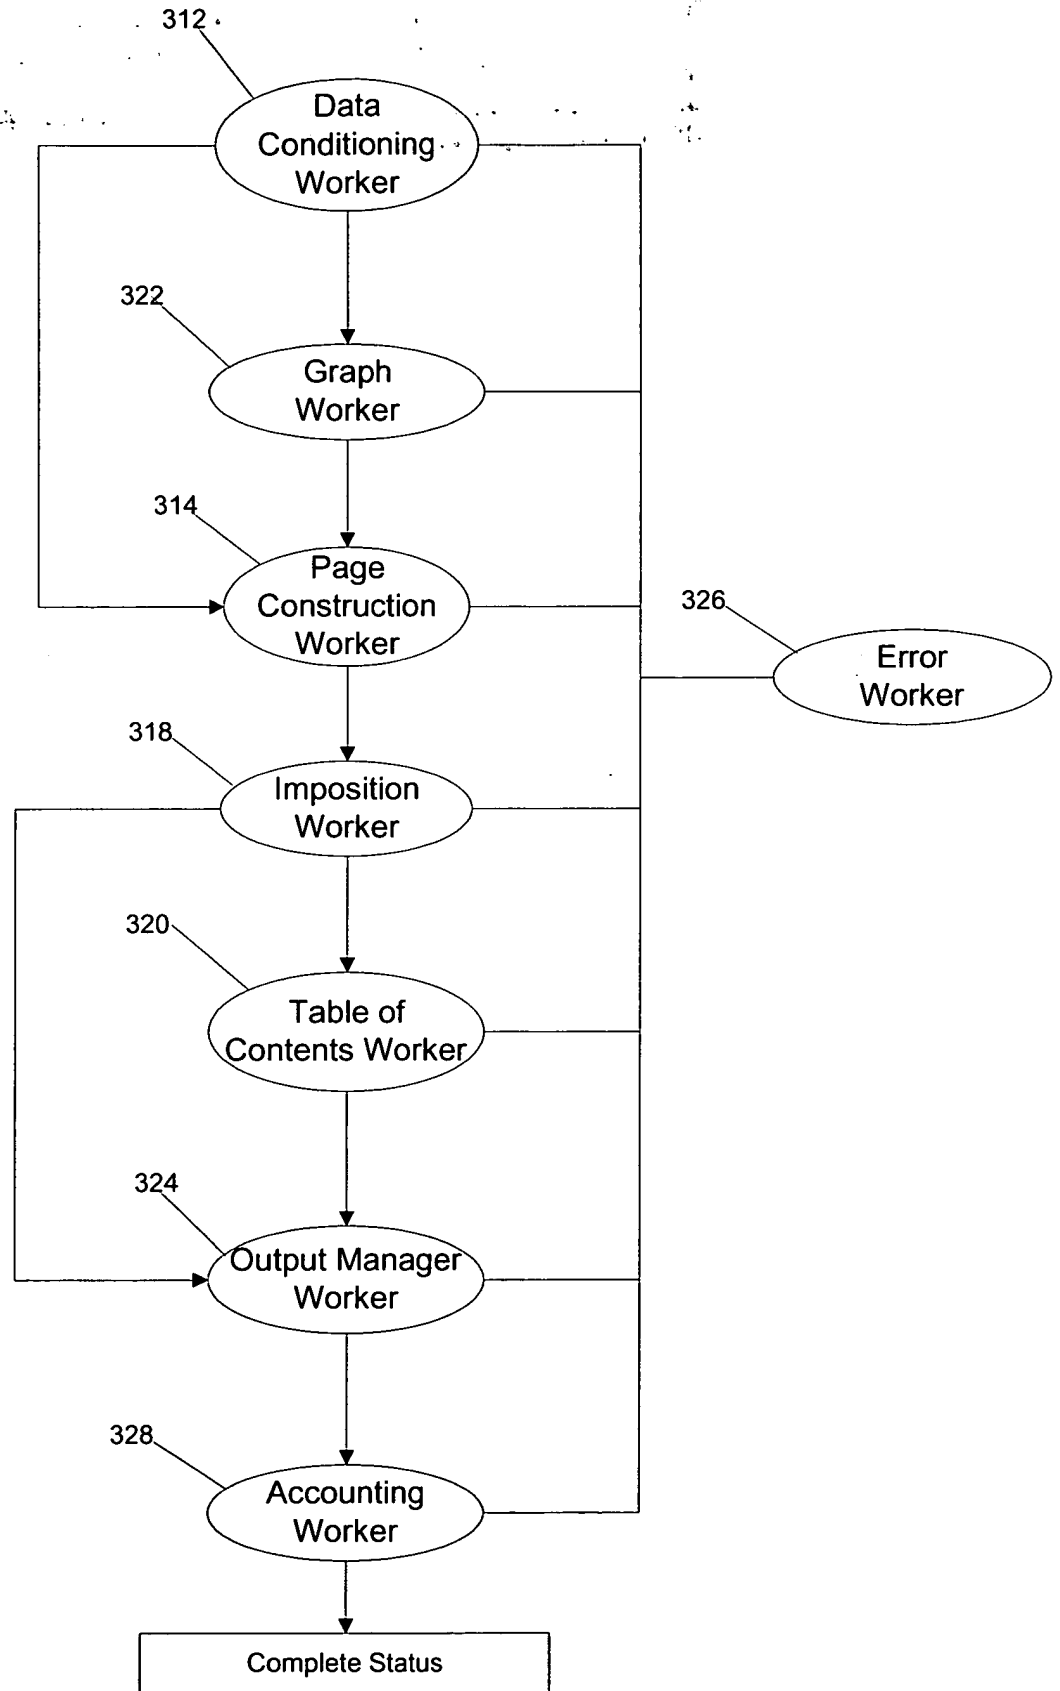 312
Data
Conditioning
Worker
322
Graph
Worker
314
Page
Construction
Worker
326
Error
Worker
318
Imposition
Worker
320
Table of
Contents Worker
324
Output Manager
Worker
328
Accounting
Worker
Complete Status